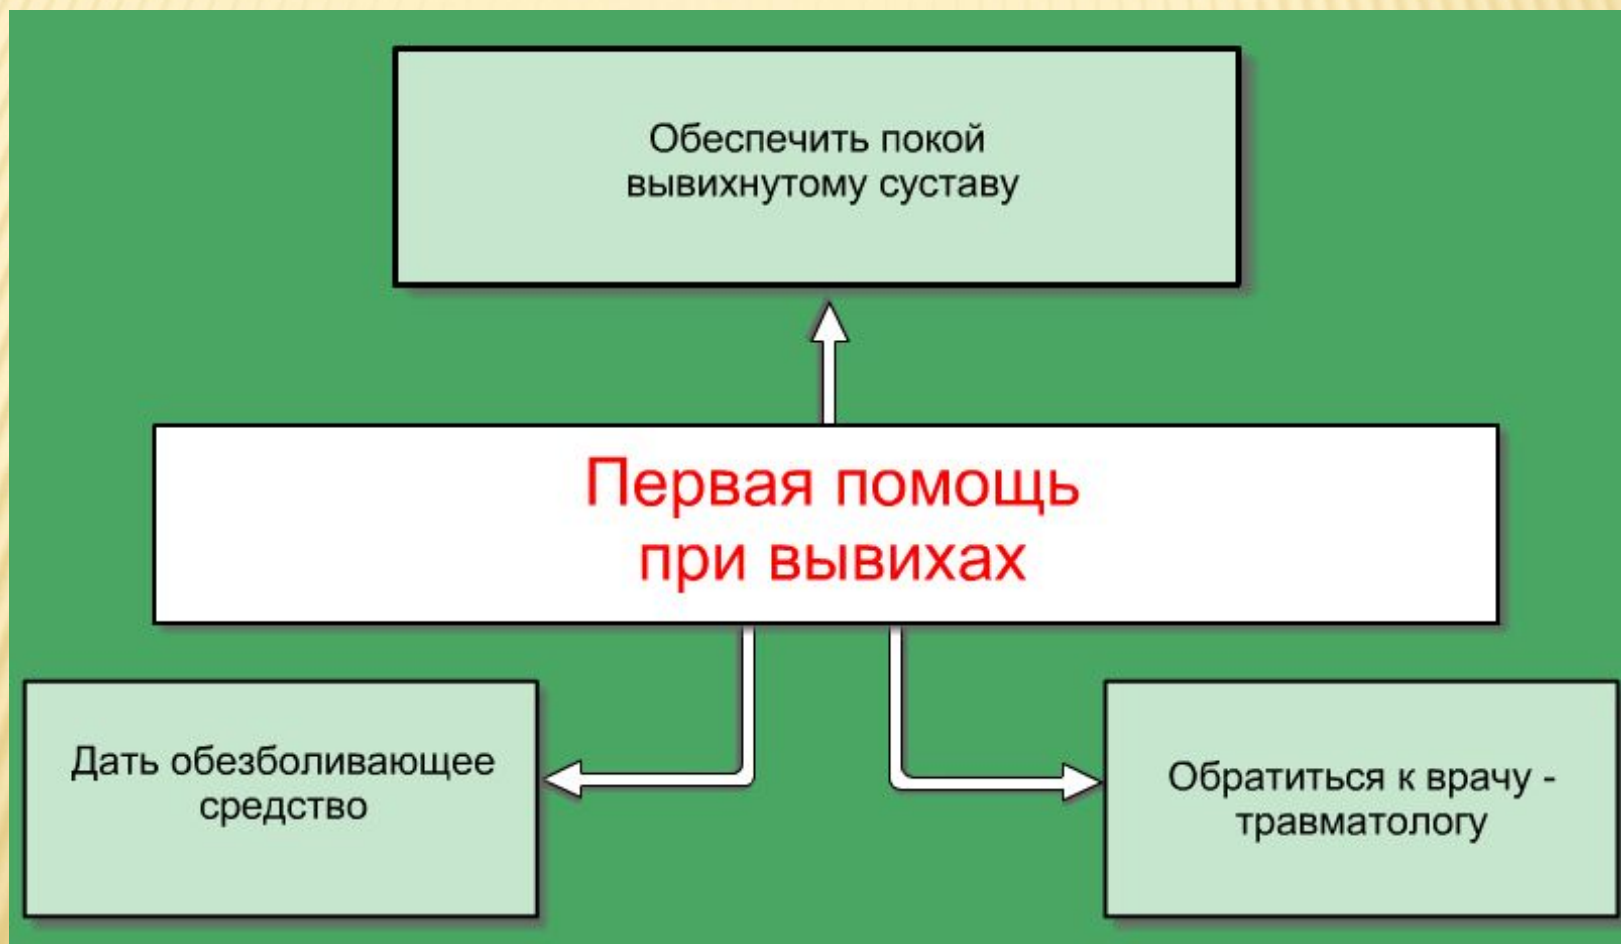 Обеспечить покой
вывихнутому суставу
Первая помощь
при вывихах
Дать обезболивающее
средство
Обратиться к врачу -
травматологу